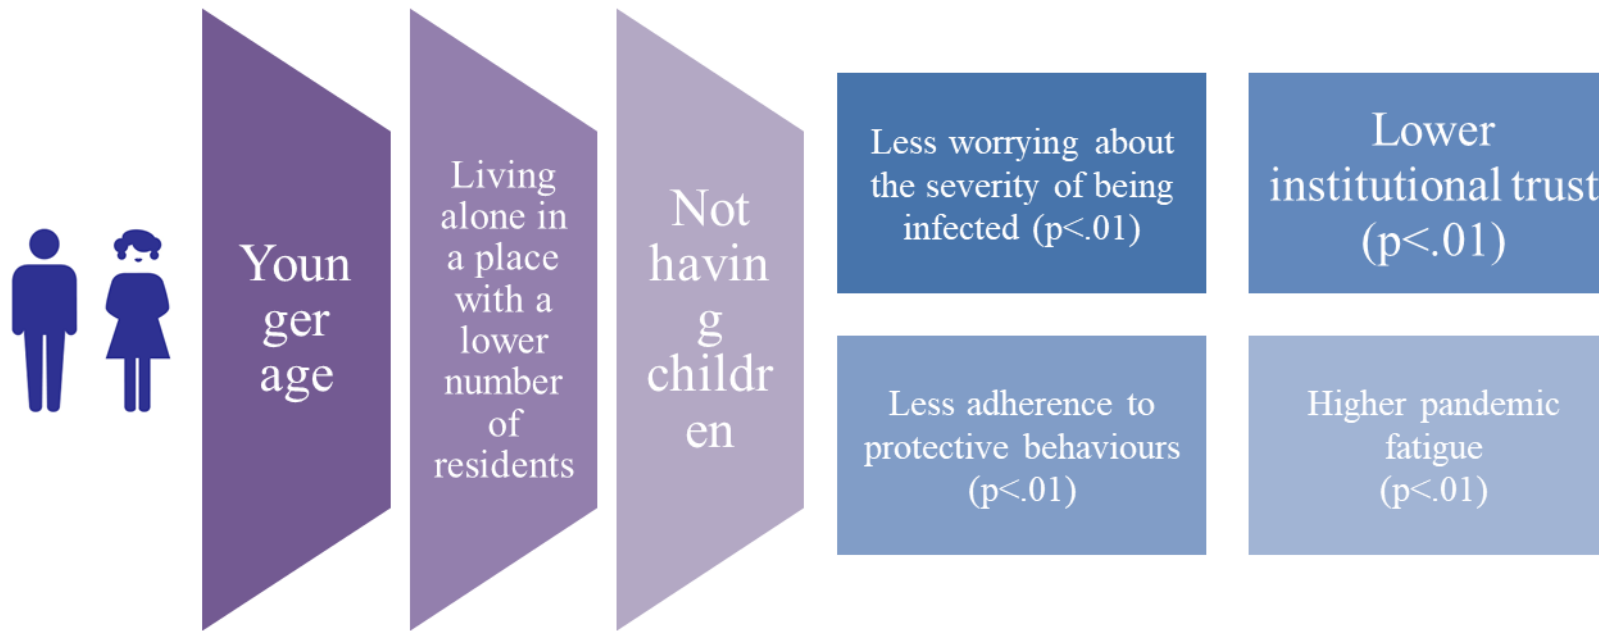 Youn
ger
age
Living
alone in
a place
with a
lower
number
of
residents
Not
havin
g
childr
en
Less worrying about
the severity of being
infected (p<.01)
Lower
institutional trust
(p<.01)
Less adherence to
protective behaviours
(p<.01)
Higher pandemic
fatigue
(p<.01)